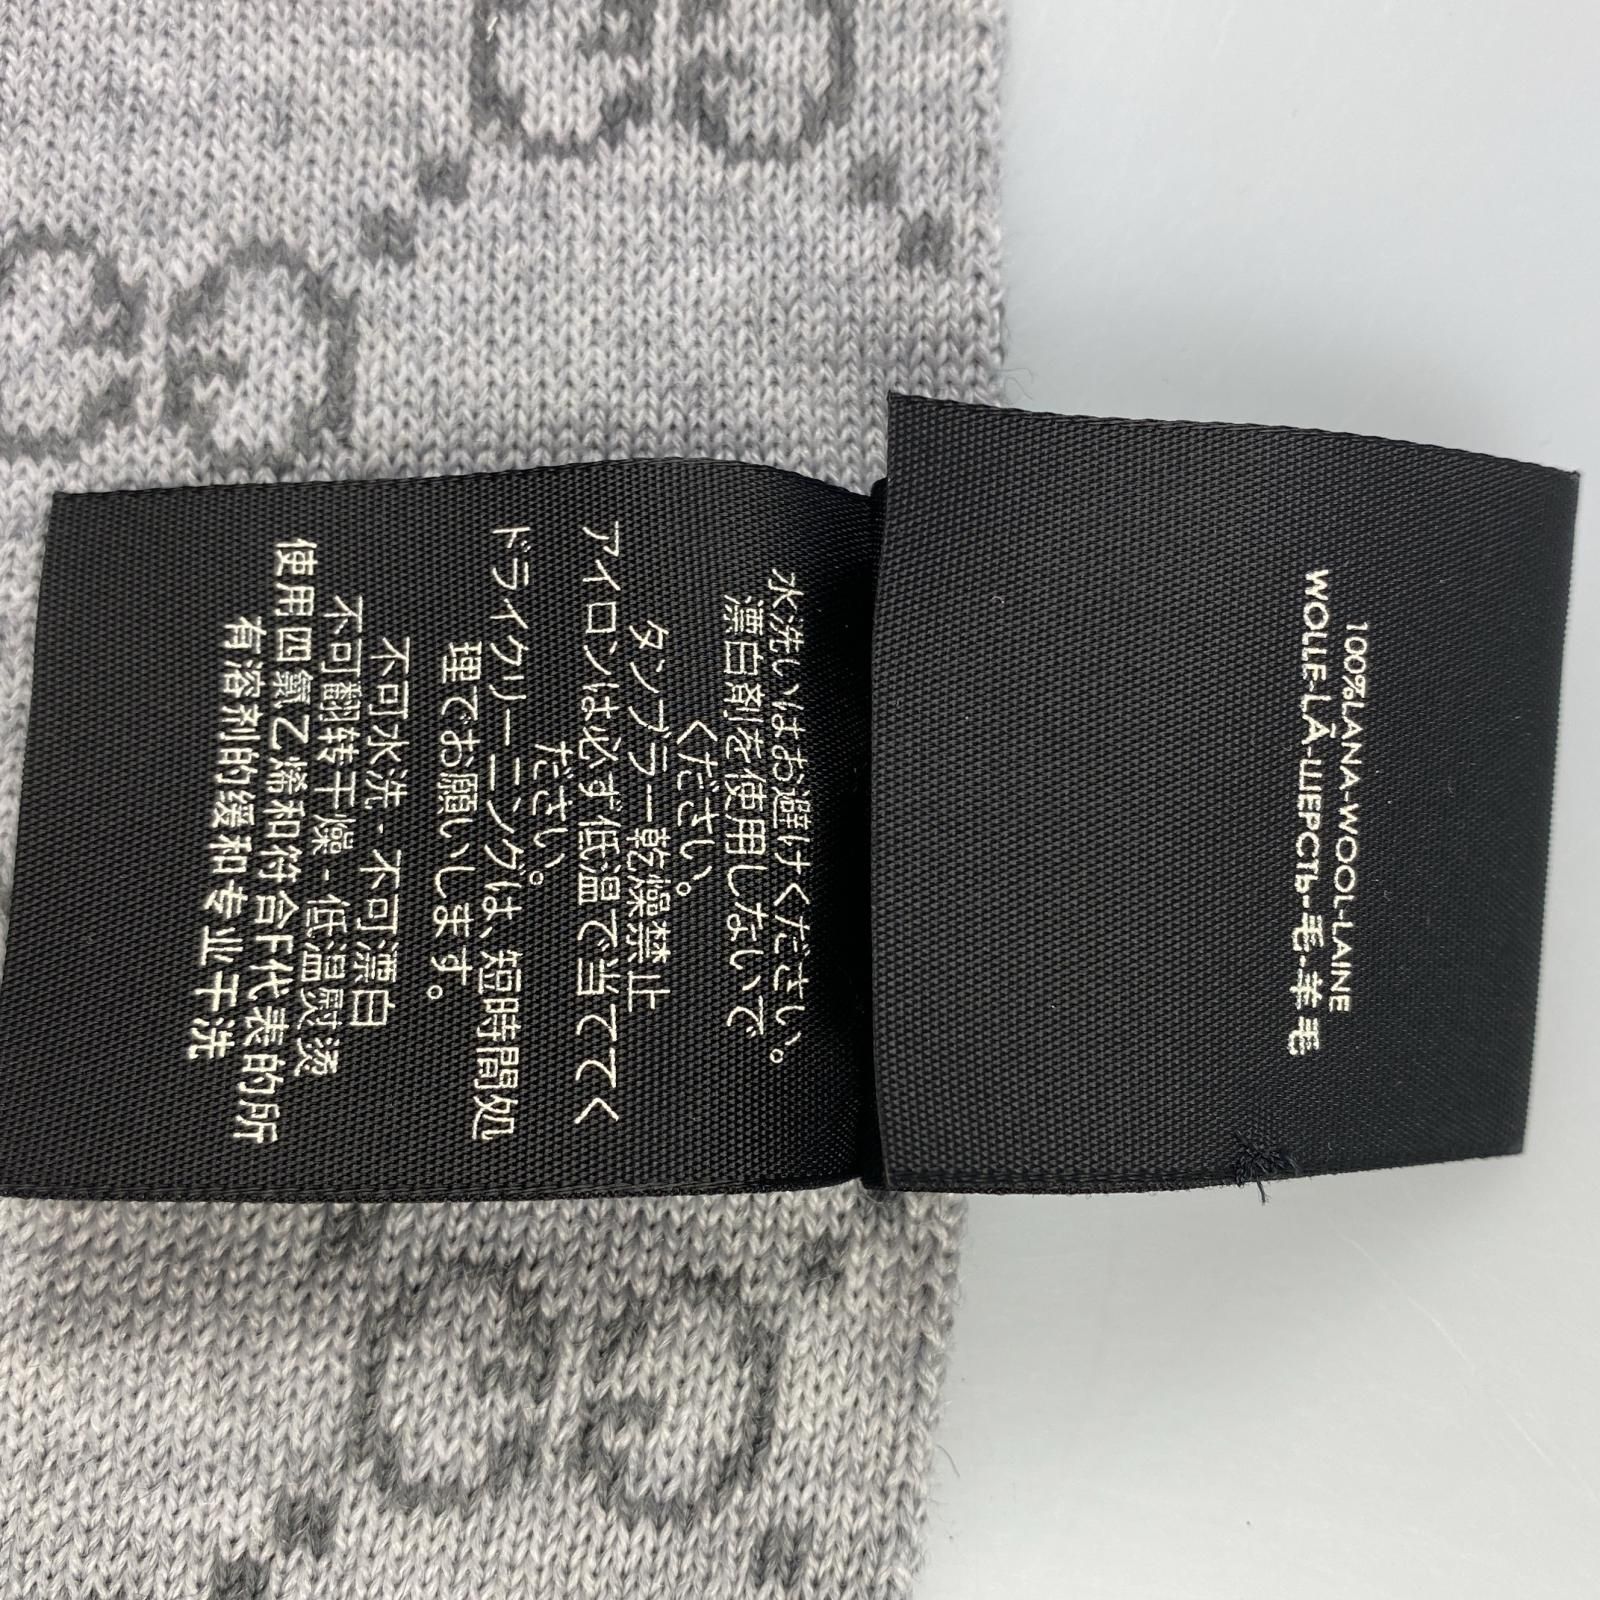 100%LANA-WOOL-LAINE
WOLLE-LÃ-ШЕРСТЬ-毛-羊毛
水洗いはお避けください。
漂白剤を使用しないで
ください。
タンブラー乾燥禁止
アイロンは必ず低温で当ててく
ださい。
ドライクリーニングは、短時間処
理でお願いします。
不可水洗 - 不可漂白
不可翻转干燥 - 低温熨烫
使用四氯乙烯和符合F代表的所
有溶剂的缓和专业干洗